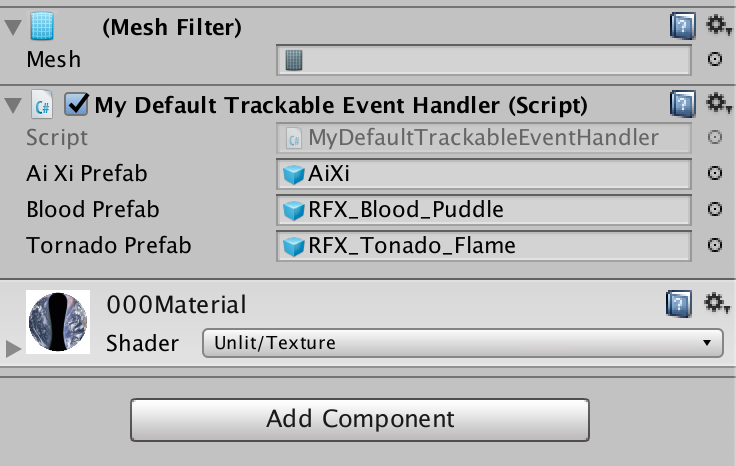 (Mesh Filter)
Mesh
C# My Default Trackable Event Handler (Script)
Script MyDefaultTrackableEventHandler
Ai Xi Prefab AiXi
Blood Prefab RFX_Blood_Puddle
Tornado Prefab RFX_Tonado_Flame
000Material
Shader Unlit/Texture
Add Component